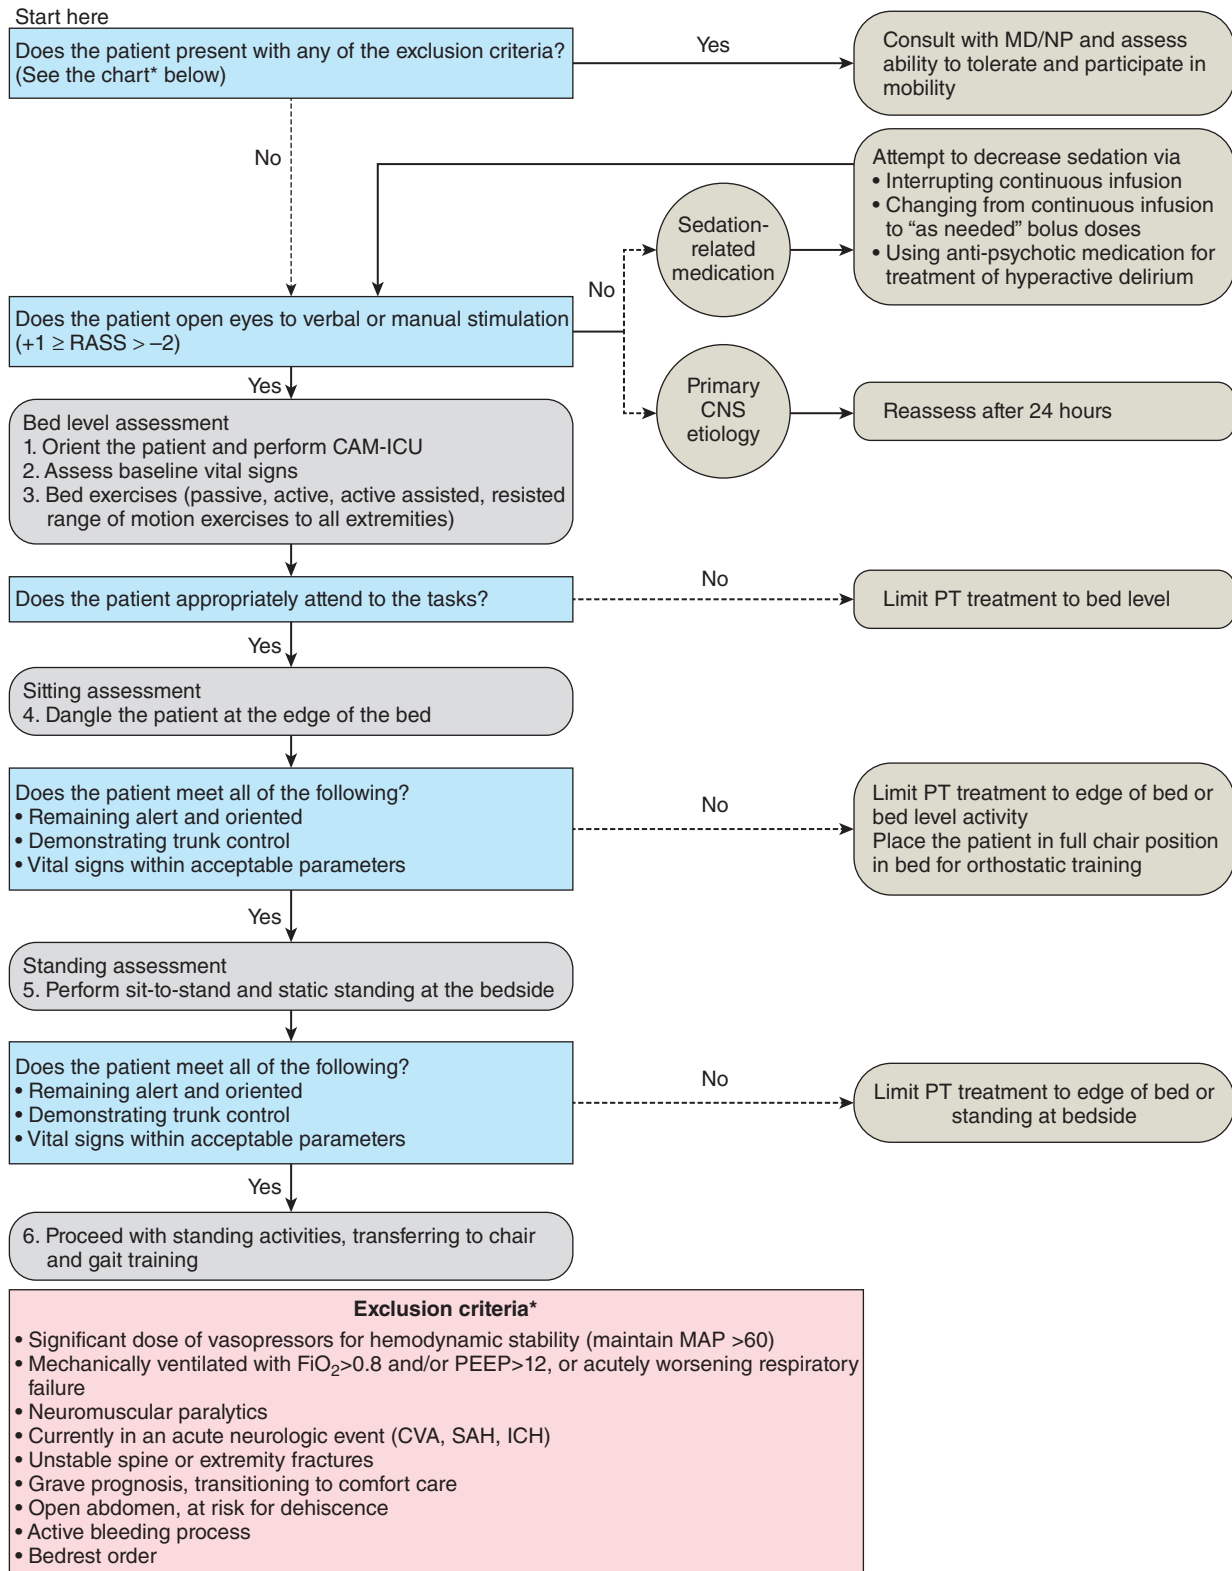 Start here
Does the patient present with any of the exclusion criteria?
(See the chart* below)
Yes
Consult with MD/NP and assess
ability to tolerate and participate in
mobility
No
Attempt to decrease sedation via
• Interrupting continuous infusion
• Changing from continuous infusion
to “as needed” bolus doses
• Using anti-psychotic medication for
treatment of hyperactive delirium
Sedation-
related
medication
No
Does the patient open eyes to verbal or manual stimulation
(+1 ≥ RASS > –2)
Primary
CNS
etiology
Reassess after 24 hours
Yes
Bed level assessment
1. Orient the patient and perform CAM-ICU
2. Assess baseline vital signs
3. Bed exercises (passive, active, active assisted, resisted
range of motion exercises to all extremities)
Does the patient appropriately attend to the tasks?
No
Limit PT treatment to bed level
Yes
Sitting assessment
4. Dangle the patient at the edge of the bed
Does the patient meet all of the following?
• Remaining alert and oriented
• Demonstrating trunk control
• Vital signs within acceptable parameters
No
Limit PT treatment to edge of bed or
bed level activity
Place the patient in full chair position
in bed for orthostatic training
Yes
Standing assessment
5. Perform sit-to-stand and static standing at the bedside
Does the patient meet all of the following?
• Remaining alert and oriented
• Demonstrating trunk control
• Vital signs within acceptable parameters
No
Limit PT treatment to edge of bed or
standing at bedside
Yes
6. Proceed with standing activities, transferring to chair
and gait training
Exclusion criteria*
• Significant dose of vasopressors for hemodynamic stability (maintain MAP >60)
• Mechanically ventilated with FiO₂>0.8 and/or PEEP>12, or acutely worsening respiratory
failure
• Neuromuscular paralytics
• Currently in an acute neurologic event (CVA, SAH, ICH)
• Unstable spine or extremity fractures
• Grave prognosis, transitioning to comfort care
• Open abdomen, at risk for dehiscence
• Active bleeding process
• Bedrest order